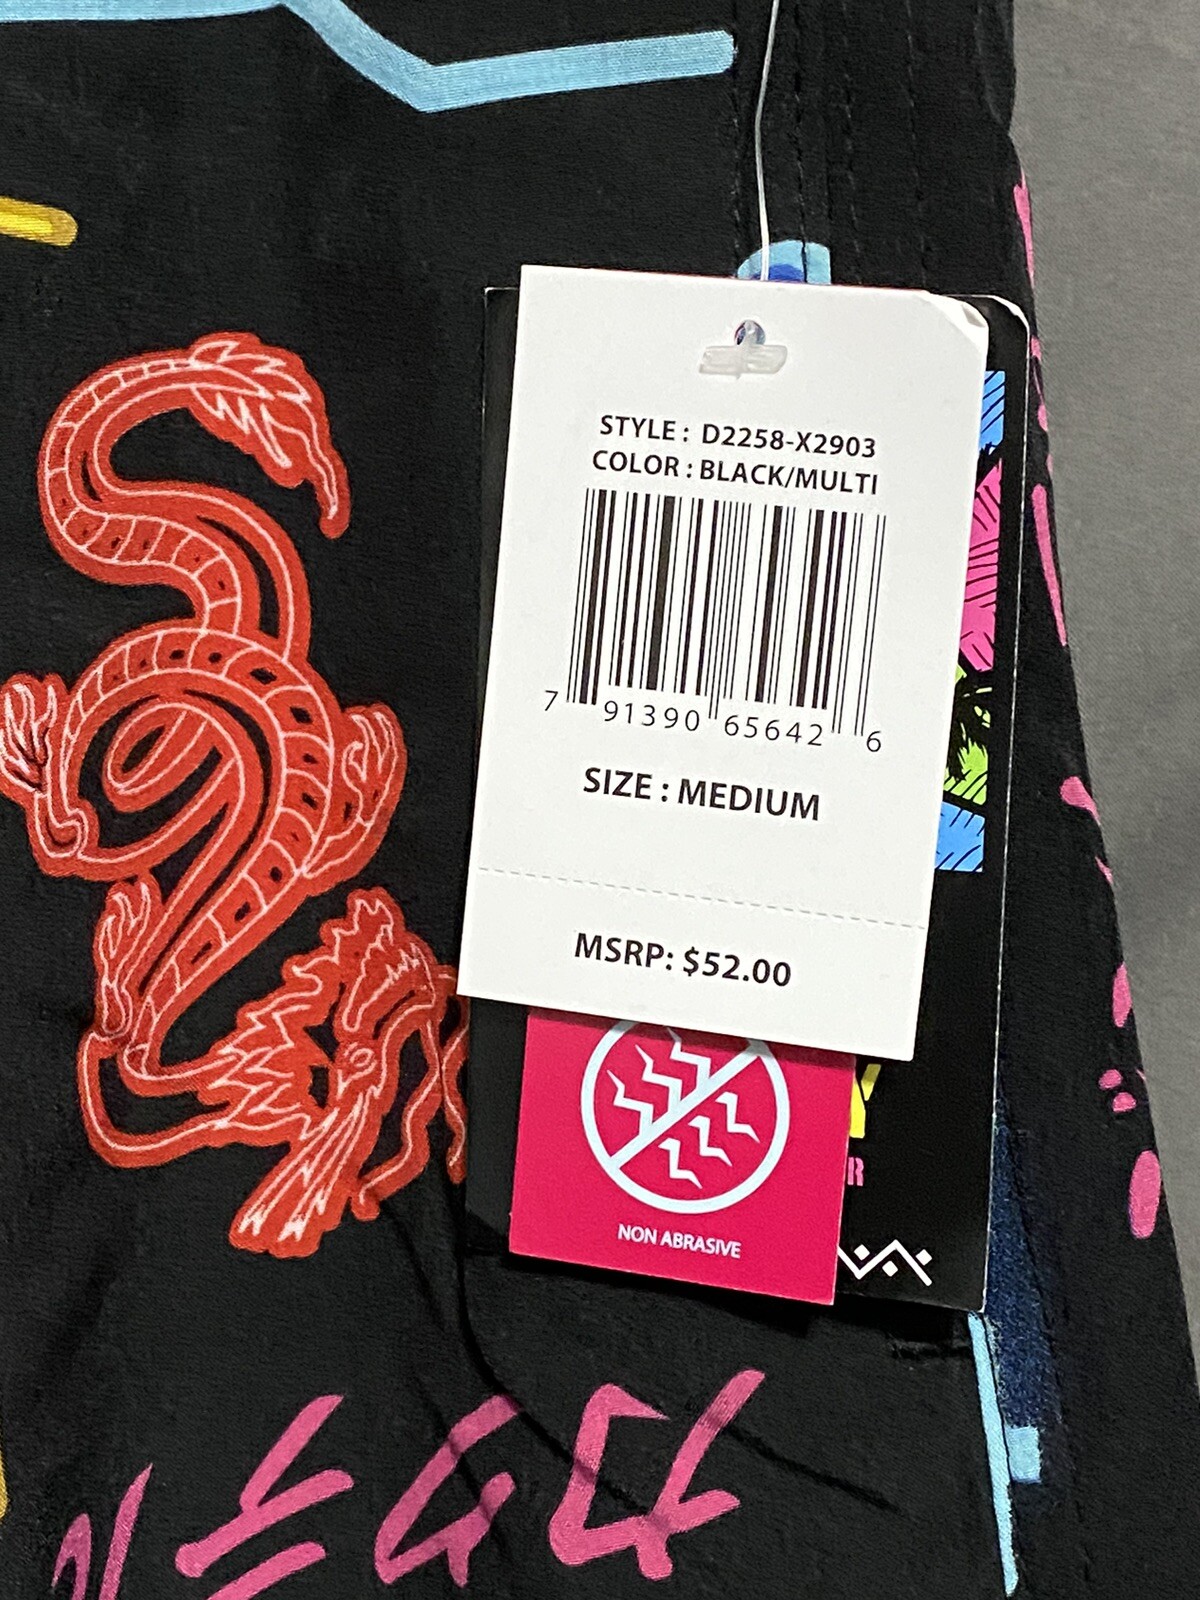 STYLE : D2258-X2903
COLOR : BLACK/MULTI
7 91390 65642 6
SIZE : MEDIUM
MSRP: $52.00
Y
R
NON ABRASIVE